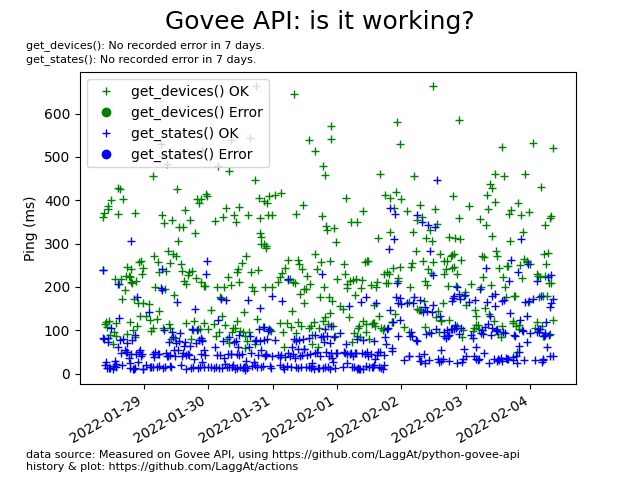 Govee API: is it working?
get_devices(): No recorded error in 7 days.
get_states(): No recorded error in 7 days.
get_devices() OK
get_devices() Error
get_states() OK
get_states() Error
Ping (ms)
600
500
400
300
200
100
0
2022-01-29
2022-01-30
2022-01-31
2022-02-01
2022-02-02
2022-02-03
2022-02-04
data source: Measured on Govee API, using https://github.com/LaggAt/python-govee-api
history & plot: https://github.com/LaggAt/actions